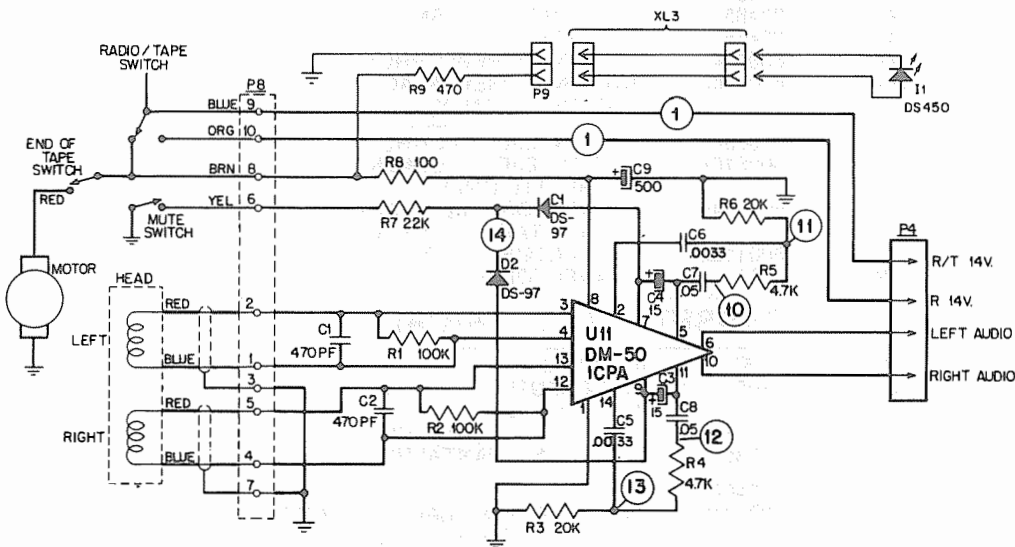 XL3
RADIO/TAPE
SWITCH
P8
R9 470
P9
I1
DS450
BLUE 9
1
ORG 10
1
END OF
TAPE
SWITCH
BRN 8
R8 100
C9
500
+
RED
YEL 6
R7 22K
C4
DS-
97
R6 20K
MUTE
SWITCH
14
C6
.0033
11
P4
D2
DS-97
MOTOR
+
C4
15
C7
.05
R5
4.7K
10
R/T 14V.
HEAD
RED 2
3
8
2
7
5
R 14V.
LEFT
C1
470PF
R1 100K
4
U11
DM-50
ICPA
6
10
LEFT AUDIO
BLUE 1
13
11
RIGHT AUDIO
3
12
9
C3
15
+
RED 5
C2
470PF
R2 100K
1
14
C5
.0033
C8
.05
12
RIGHT
BLUE 4
R4
4.7K
7
13
R3 20K